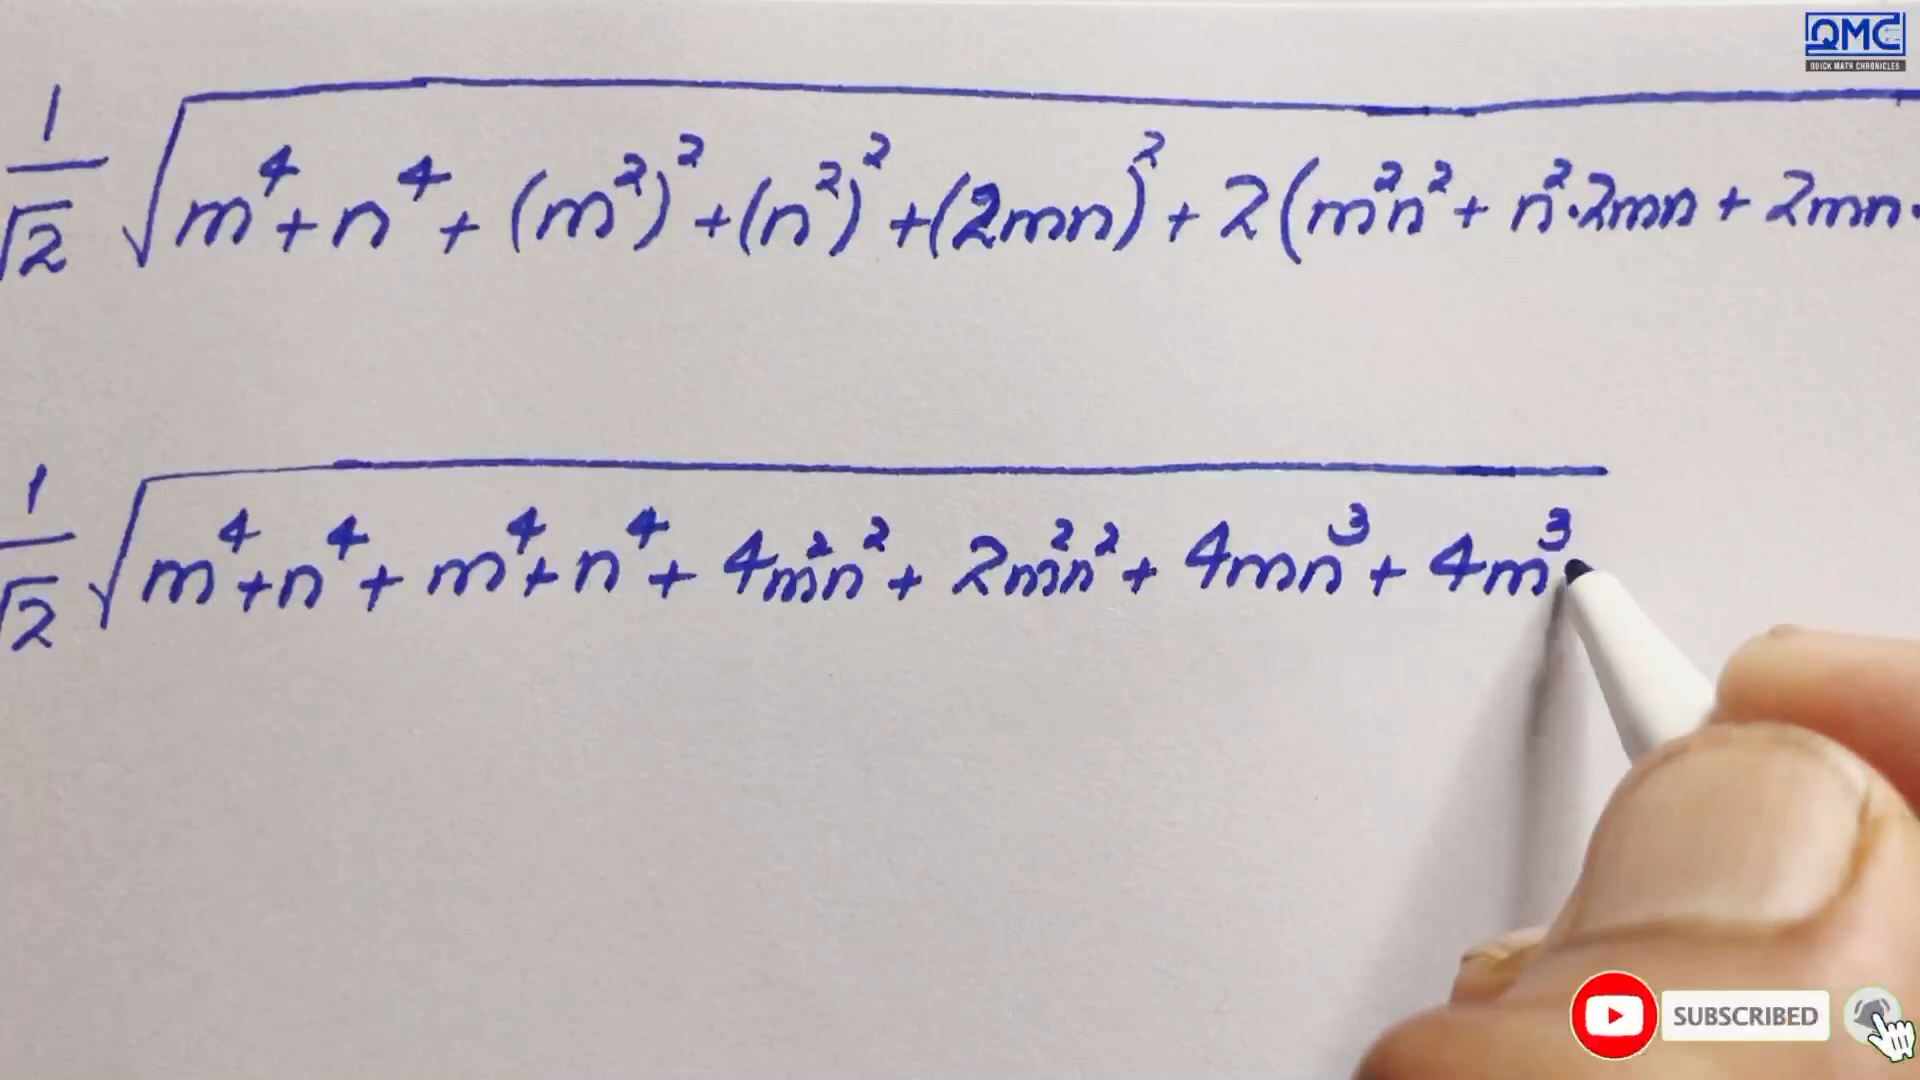 QMC
QUICK MATH CHRONICLES
1/√2 √(m⁴+n⁴+(m²)²+(n²)²+(2mn)²+2(m²n²+n²·2mn+2mn·
1/√2 √(m⁴+n⁴+m⁴+n⁴+4m²n²+2m²n²+4mn³+4m³
SUBSCRIBED